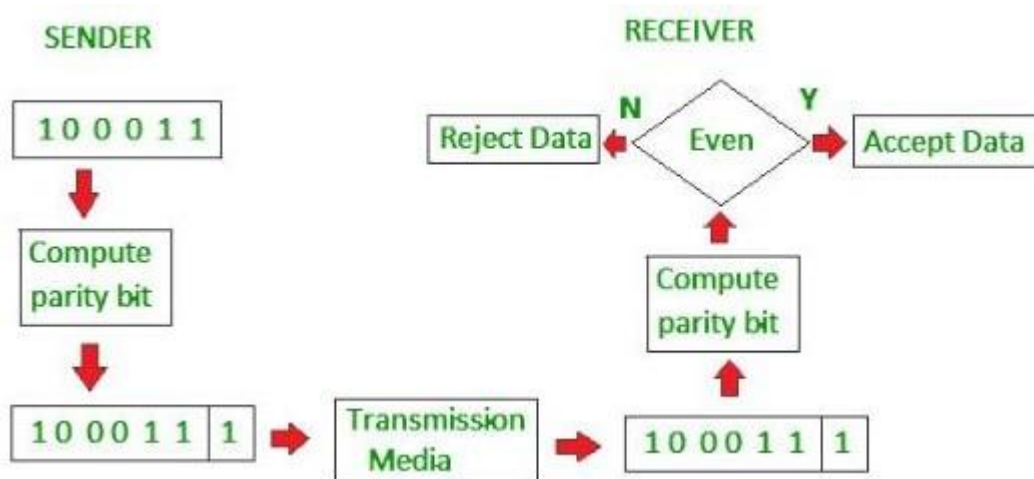 SENDER
1 0 0 0 1 1
Compute
parity bit
1 0 0 0 1 1 1
Transmission
Media
RECEIVER
1 0 0 0 1 1 1
Compute
parity bit
Even
N
Reject Data
Y
Accept Data